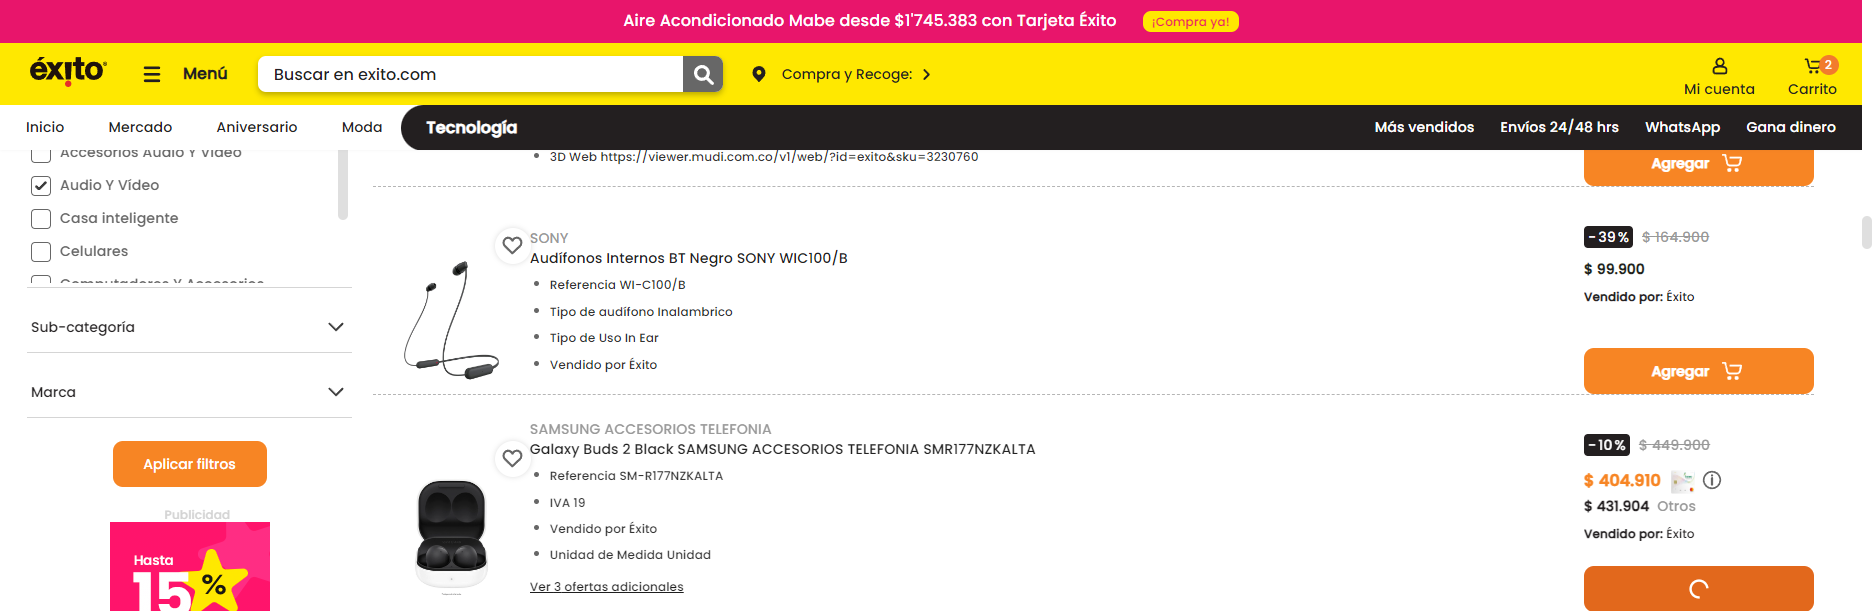 Aire Acondicionado Mabe desde $1'745.383 con Tarjeta Éxito ¡Compra ya!
éxito Menú Buscar en exito.com Compra y Recoge: Mi cuenta 2 Carrito
Inicio Mercado Aniversario Moda Tecnología Más vendidos Envíos 24/48 hrs WhatsApp Gana dinero
Accesorios Audio Y Video
Audio Y Vídeo
Casa inteligente
Celulares
Computadores Y Accesorios
Sub-categoría
Marca
Aplicar filtros
Publicidad
Hasta
15%
3D Web https://viewer.mudi.com.co/v1/web/?id=exito&sku=3230760
Agregar
SONY
Audífonos Internos BT Negro SONY WIC100/B
Referencia WI-C100/B
Tipo de audífono Inalambrico
Tipo de Uso In Ear
Vendido por Éxito
-39% $ 164.900
$ 99.900
Vendido por: Éxito
Agregar
SAMSUNG ACCESORIOS TELEFONIA
Galaxy Buds 2 Black SAMSUNG ACCESORIOS TELEFONIA SMR177NZKALTA
Referencia SM-R177NZKALTA
IVA 19
Vendido por Éxito
Unidad de Medida Unidad
Ver 3 ofertas adicionales
-10% $ 449.900
$ 404.910
$ 431.904 Otros
Vendido por: Éxito